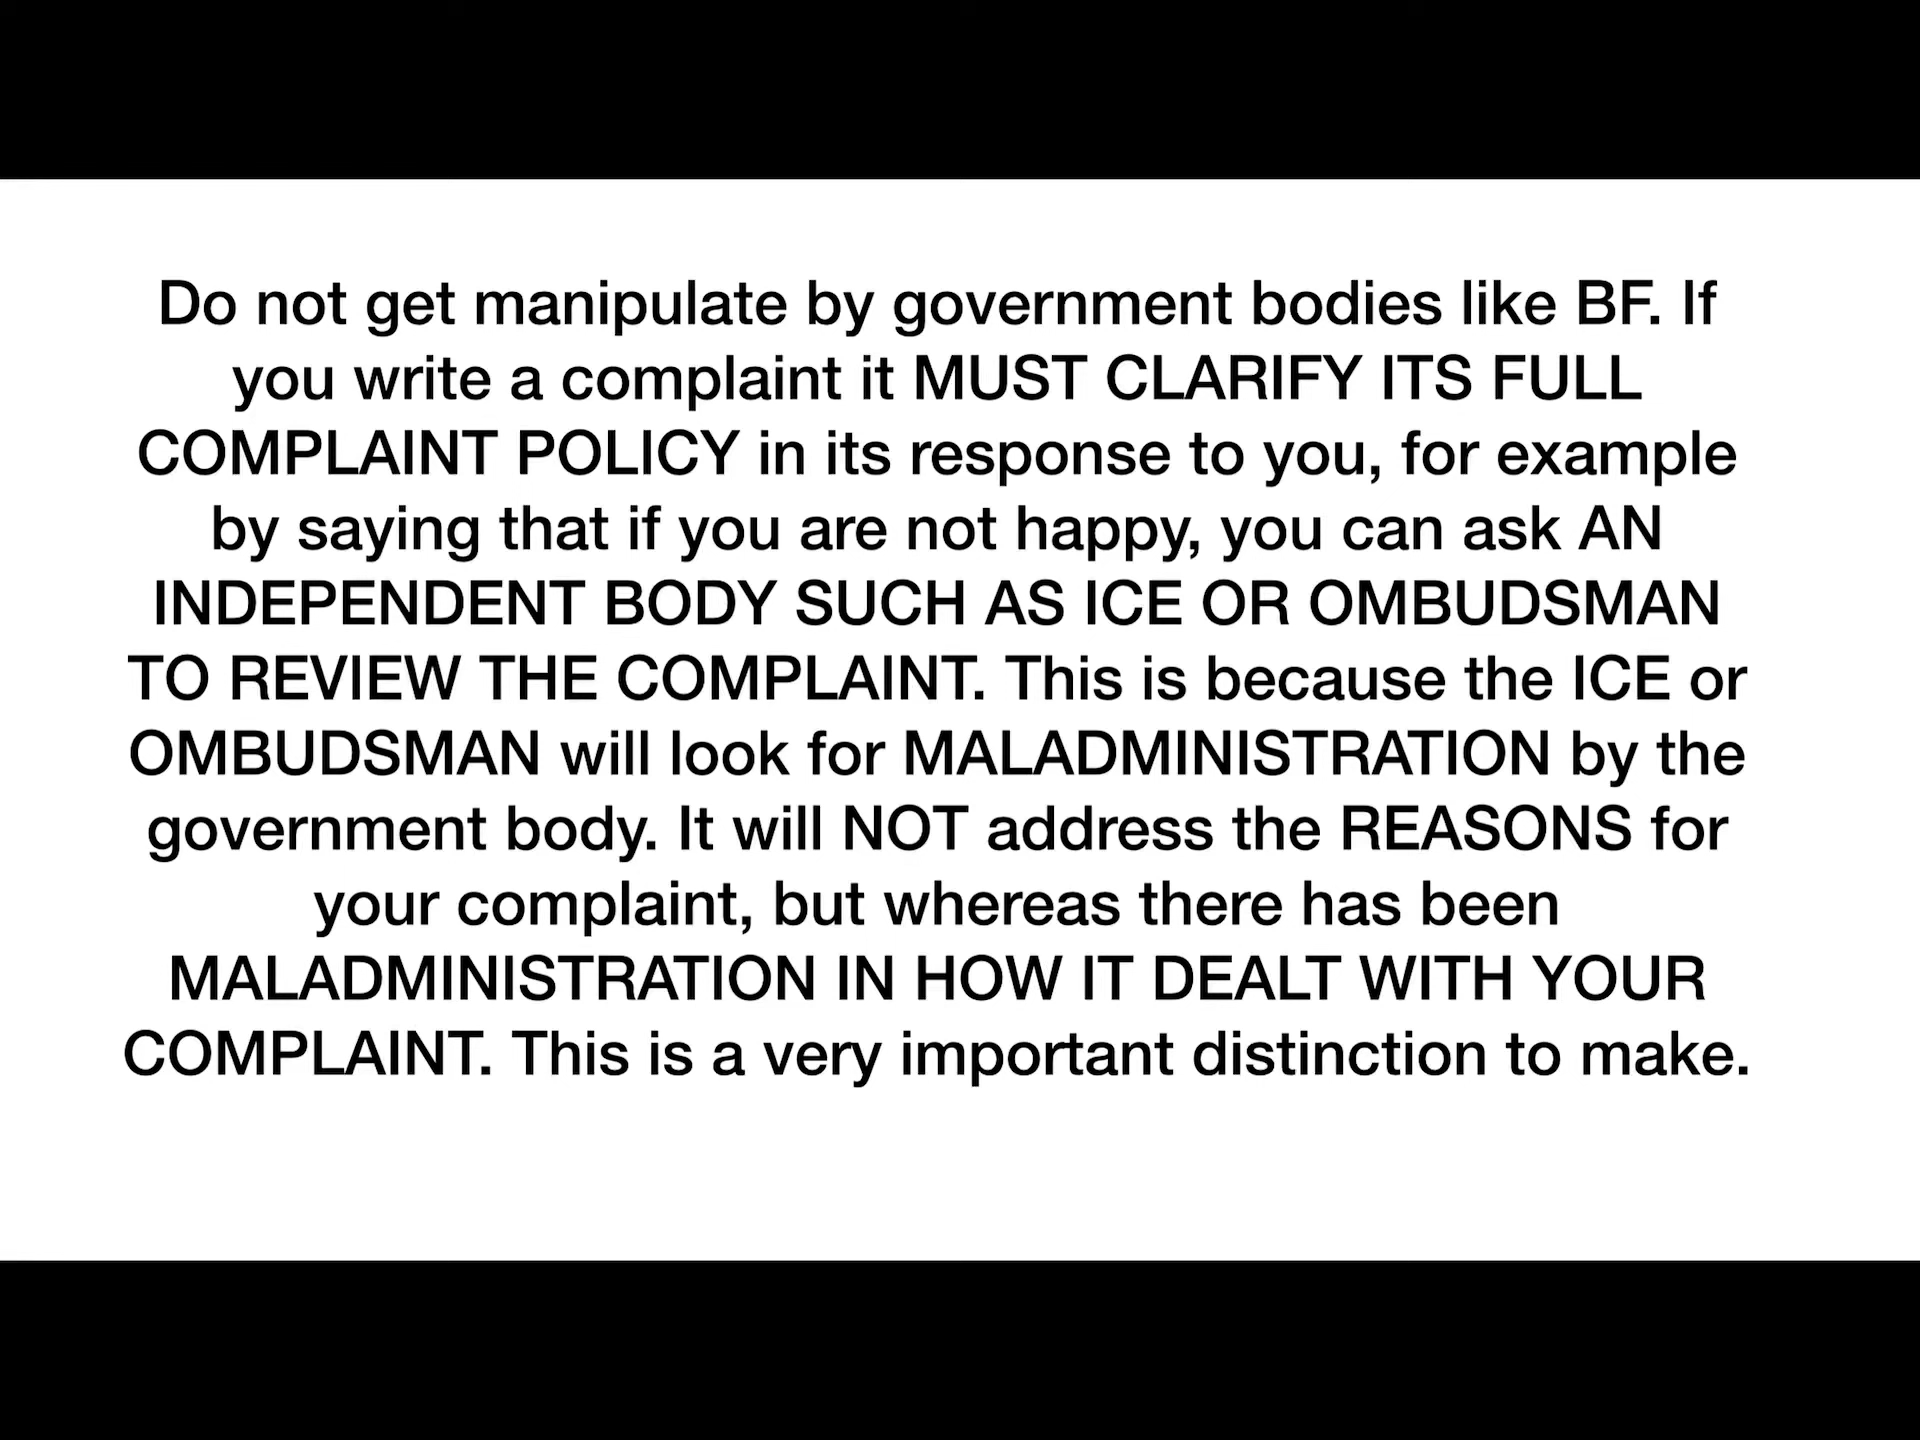 Do not get manipulate by government bodies like BF. If
you write a complaint it MUST CLARIFY ITS FULL
COMPLAINT POLICY in its response to you, for example
by saying that if you are not happy, you can ask AN
INDEPENDENT BODY SUCH AS ICE OR OMBUDSMAN
TO REVIEW THE COMPLAINT. This is because the ICE or
OMBUDSMAN will look for MALADMINISTRATION by the
government body. It will NOT address the REASONS for
your complaint, but whereas there has been
MALADMINISTRATION IN HOW IT DEALT WITH YOUR
COMPLAINT. This is a very important distinction to make.